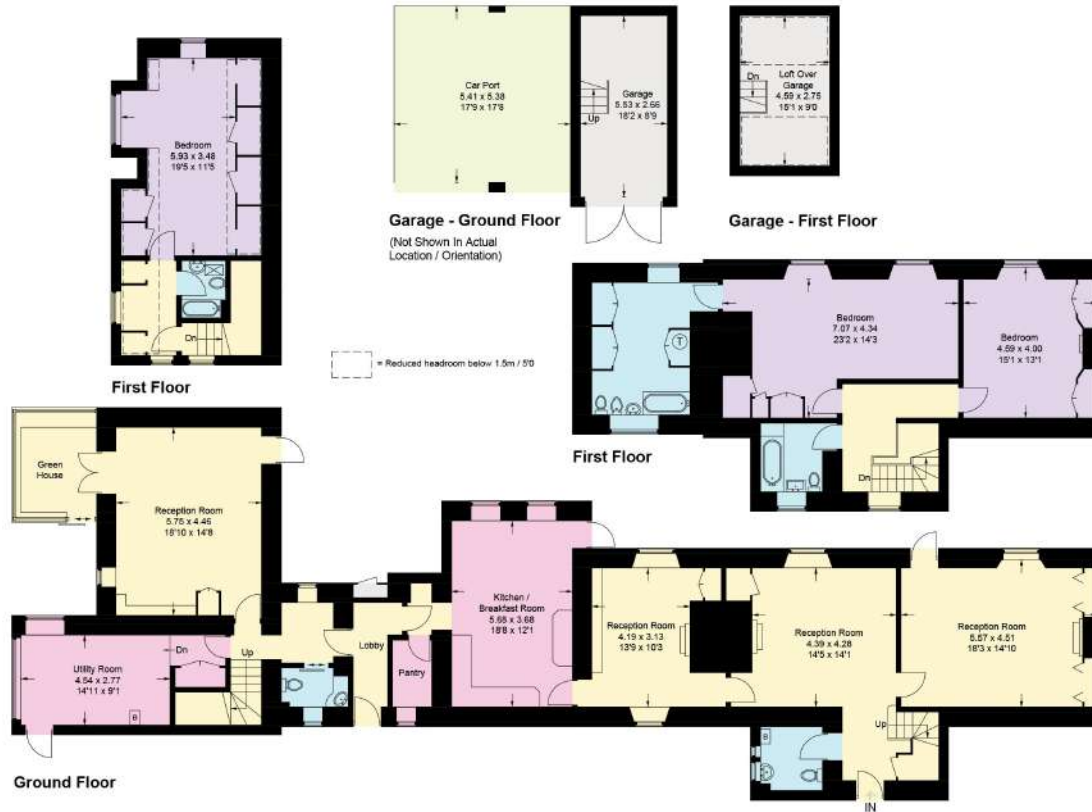 Bedroom
5.93 x 3.48
19'5 x 11'5
Dn
First Floor
Car Port
5.41 x 5.38
17'9 x 17'8
Garage
5.53 x 2.66
18'2 x 8'9
Up
Garage - Ground Floor
(Not Shown In Actual
Location / Orientation)
Dn
Loft Over
Garage
4.59 x 2.75
15'1 x 9'0
Garage - First Floor
= Reduced headroom below 1.5m / 5'0
T
Bedroom
7.07 x 4.34
23'2 x 14'3
Bedroom
4.59 x 4.00
15'1 x 13'1
Dn
First Floor
Green
House
Reception Room
5.75 x 4.46
18'10 x 14'8
Utility Room
4.54 x 2.77
14'11 x 9'1
Dn
B
Up
Lobby
Pantry
Kitchen /
Breakfast Room
5.68 x 3.68
18'8 x 12'1
Reception Room
4.19 x 3.13
13'9 x 10'3
Reception Room
4.39 x 4.28
14'5 x 14'1
Reception Room
5.57 x 4.51
18'3 x 14'10
B
Up
IN
Ground Floor